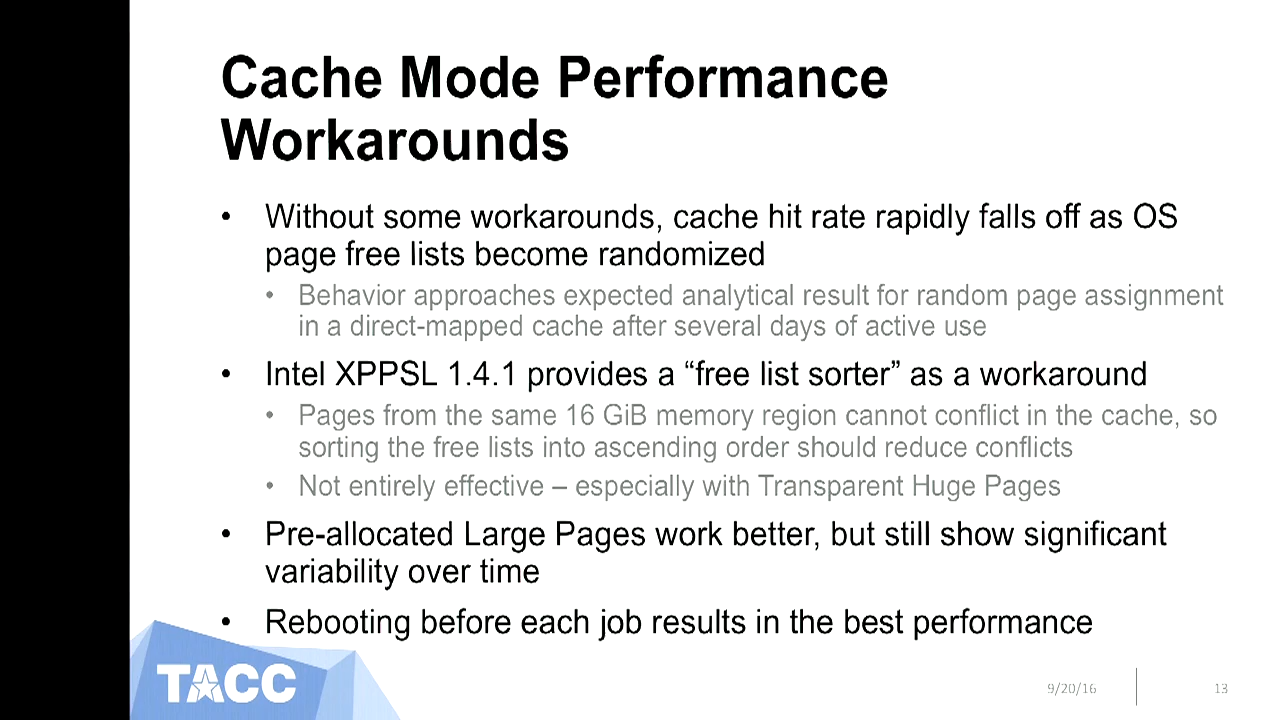 Cache Mode Performance
Workarounds
• Without some workarounds, cache hit rate rapidly falls off as OS
page free lists become randomized
• Behavior approaches expected analytical result for random page assignment
in a direct-mapped cache after several days of active use
• Intel XPPSL 1.4.1 provides a “free list sorter” as a workaround
• Pages from the same 16 GiB memory region cannot conflict in the cache, so
sorting the free lists into ascending order should reduce conflicts
• Not entirely effective – especially with Transparent Huge Pages
• Pre-allocated Large Pages work better, but still show significant
variability over time
• Rebooting before each job results in the best performance
TACC
9/20/16
13